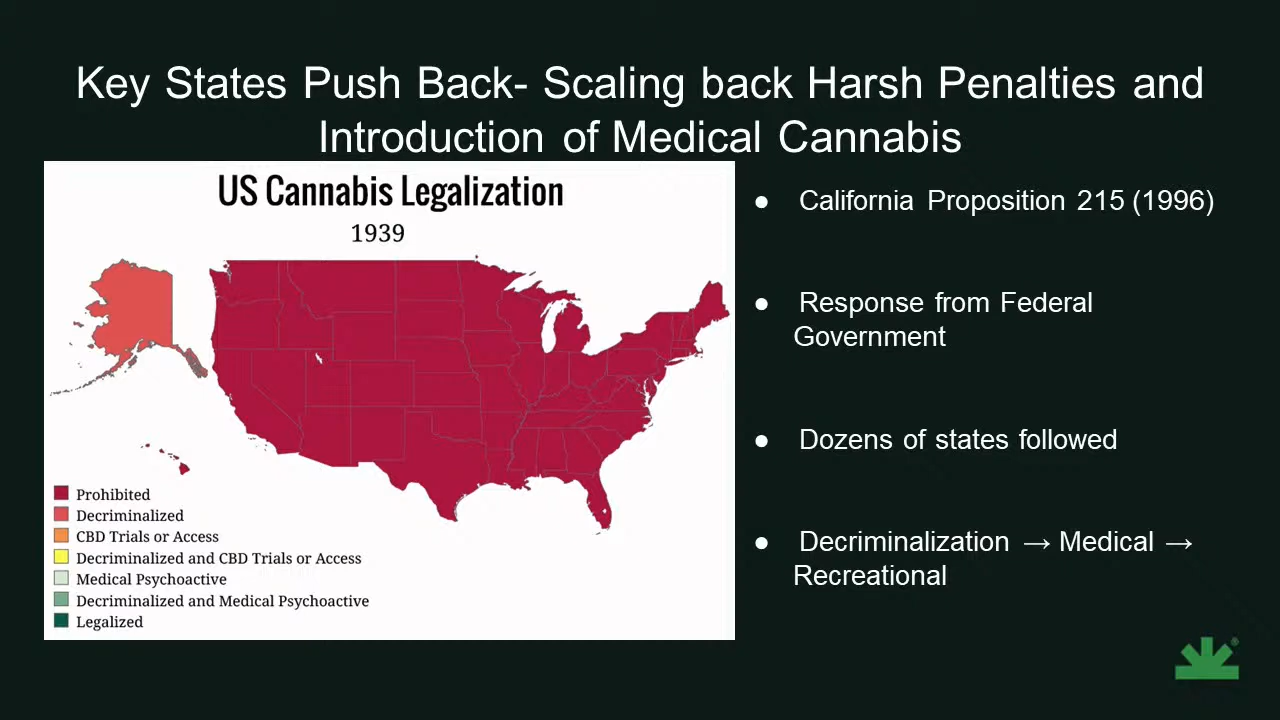 Key States Push Back- Scaling back Harsh Penalties and
Introduction of Medical Cannabis
US Cannabis Legalization
1939
Prohibited
Decriminalized
CBD Trials or Access
Decriminalized and CBD Trials or Access
Medical Psychoactive
Decriminalized and Medical Psychoactive
Legalized
● California Proposition 215 (1996)
● Response from Federal
Government
● Dozens of states followed
● Decriminalization → Medical →
Recreational
®